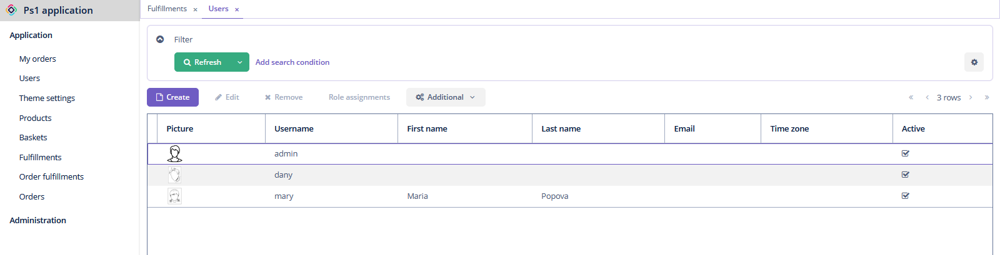 Ps1 application
Fulfillments × Users ×
Application
My orders
Users
Theme settings
Products
Baskets
Fulfillments
Order fulfillments
Orders
Administration
Filter
Refresh Add search condition
Create Edit Remove Role assignments Additional « ‹ 3 rows › »
Picture Username First name Last name Email Time zone Active
admin
dany
mary Maria Popova